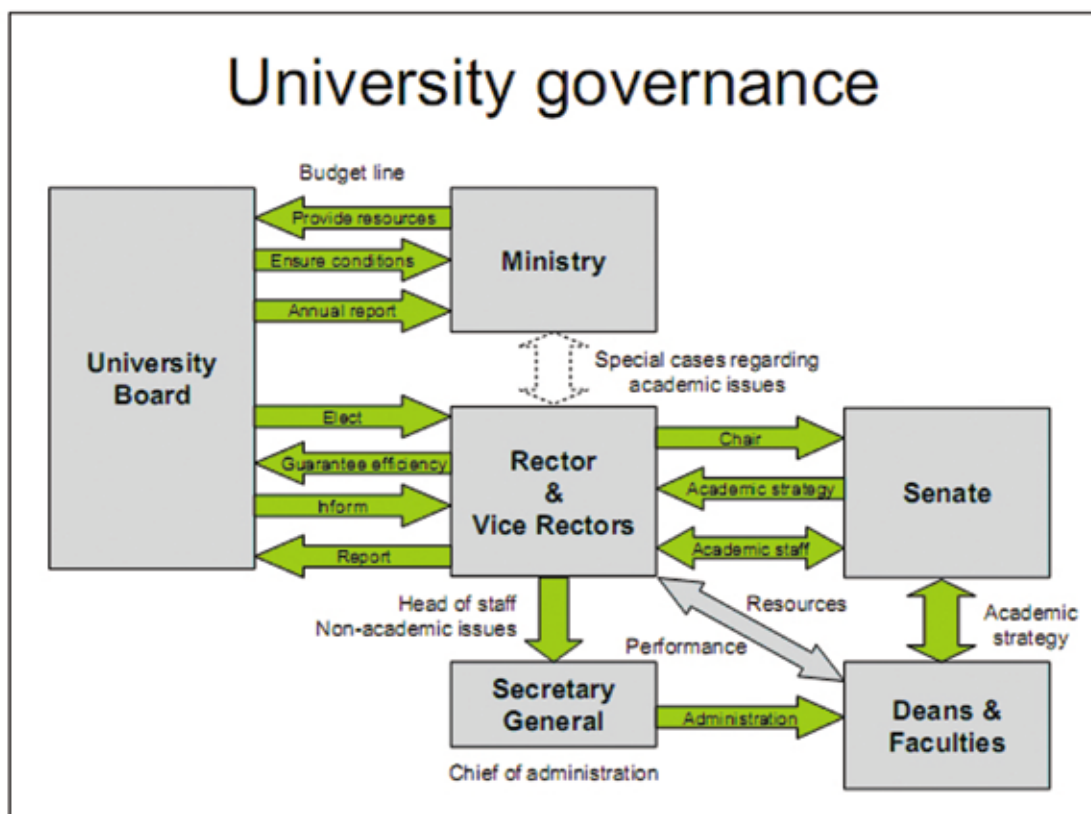 University governance
Budget line
Provide resources
Ensure conditions
Annual report
Ministry
University
Board
Special cases regarding
academic issues
Elect
Guarantee efficiency
Inform
Report
Rector
&
Vice Rectors
Chair
Academic strategy
Academic staff
Senate
Head of staff
Non-academic issues
Resources
Performance
Academic
strategy
Secretary
General
Administration
Deans &
Faculties
Chief of administration